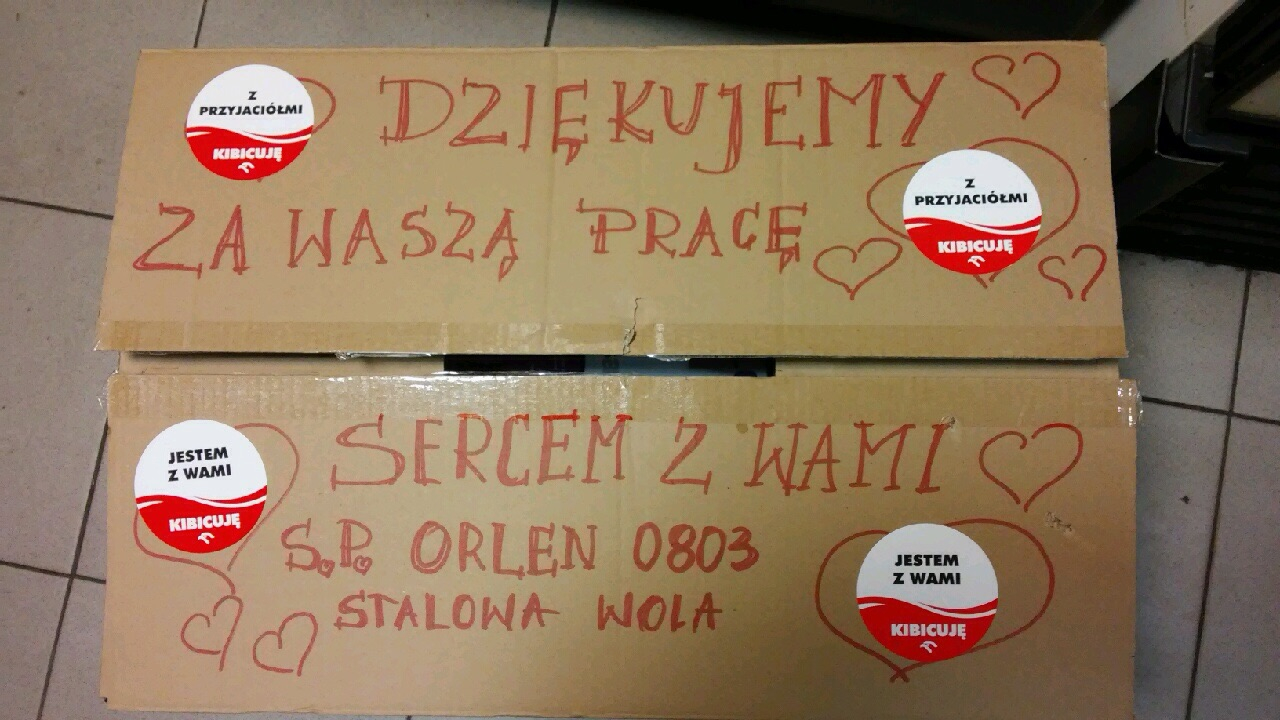 Z
PRZYJACIÓŁMI
KIBICUJĘ
DZIĘKUJEMY
ZA WASZĄ PRACĘ
Z
PRZYJACIÓŁMI
KIBICUJĘ
JESTEM
Z WAMI
KIBICUJĘ
SERCEM Z WAMI
S.P. ORLEN 0803
STALOWA WOLA
JESTEM
Z WAMI
KIBICUJĘ